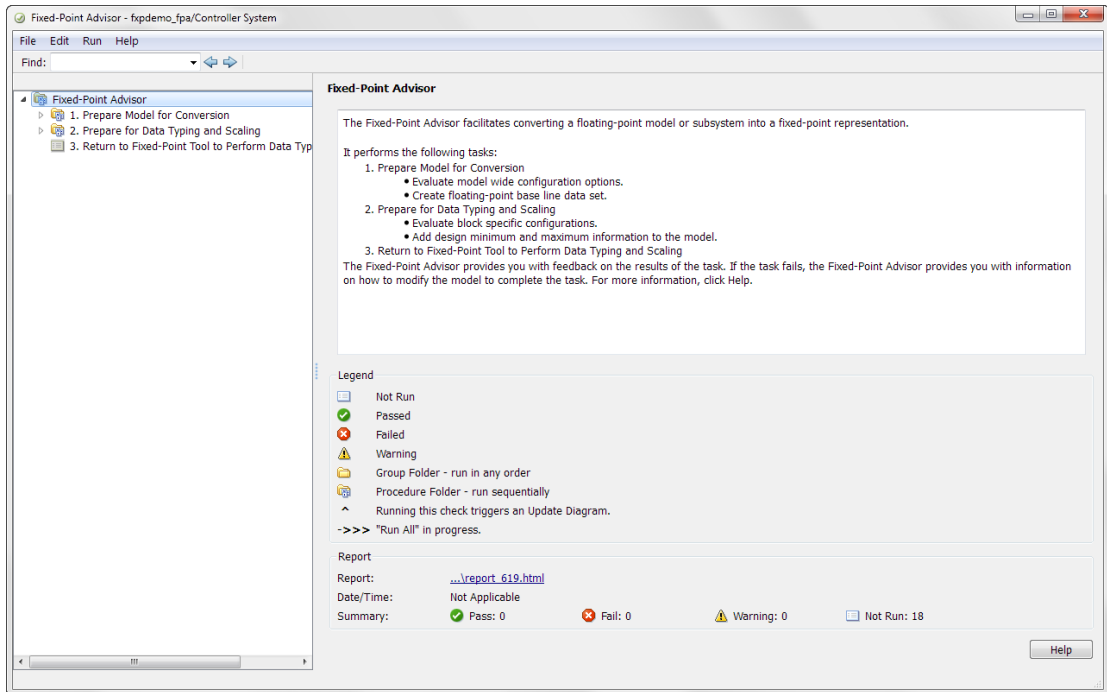 Fixed-Point Advisor - fxpdemo_fpa/Controller System
File Edit Run Help
Find:
Fixed-Point Advisor
1. Prepare Model for Conversion
2. Prepare for Data Typing and Scaling
3. Return to Fixed-Point Tool to Perform Data Typ
Fixed-Point Advisor
The Fixed-Point Advisor facilitates converting a floating-point model or subsystem into a fixed-point representation.
It performs the following tasks:
1. Prepare Model for Conversion
• Evaluate model wide configuration options.
• Create floating-point base line data set.
2. Prepare for Data Typing and Scaling
• Evaluate block specific configurations.
• Add design minimum and maximum information to the model.
3. Return to Fixed-Point Tool to Perform Data Typing and Scaling
The Fixed-Point Advisor provides you with feedback on the results of the task. If the task fails, the Fixed-Point Advisor provides you with information
on how to modify the model to complete the task. For more information, click Help.
Legend
Not Run
Passed
Failed
Warning
Group Folder - run in any order
Procedure Folder - run sequentially
^ Running this check triggers an Update Diagram.
->>> "Run All" in progress.
Report
Report: ...\report_619.html
Date/Time: Not Applicable
Summary: Pass: 0 Fail: 0 Warning: 0 Not Run: 18
Help